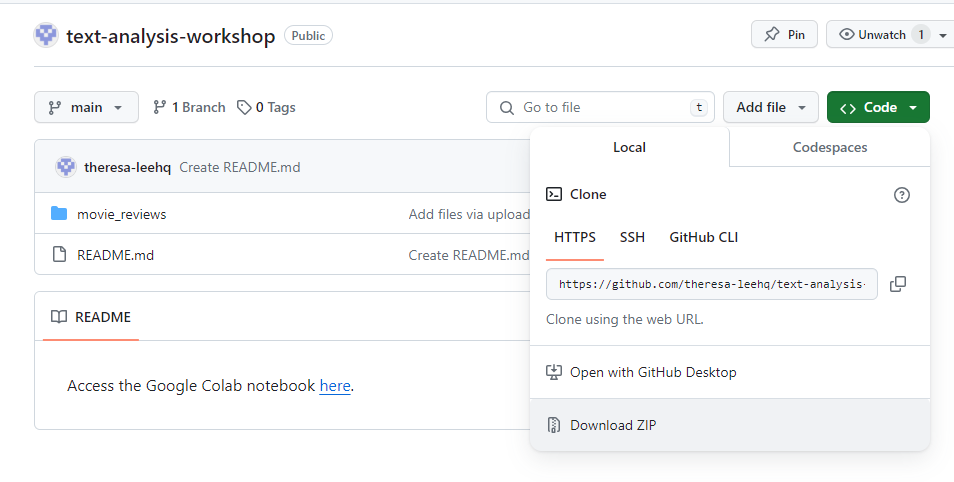 text-analysis-workshop Public Pin Unwatch 1
main 1 Branch 0 Tags Go to file t Add file Code
Local Codespaces
theresa-leehq Create README.md
Clone
movie_reviews Add files via upload
HTTPS SSH GitHub CLI
README.md Create README.md
https://github.com/theresa-leehq/text-analysis-
README
Clone using the web URL.
Open with GitHub Desktop
Access the Google Colab notebook here.
Download ZIP